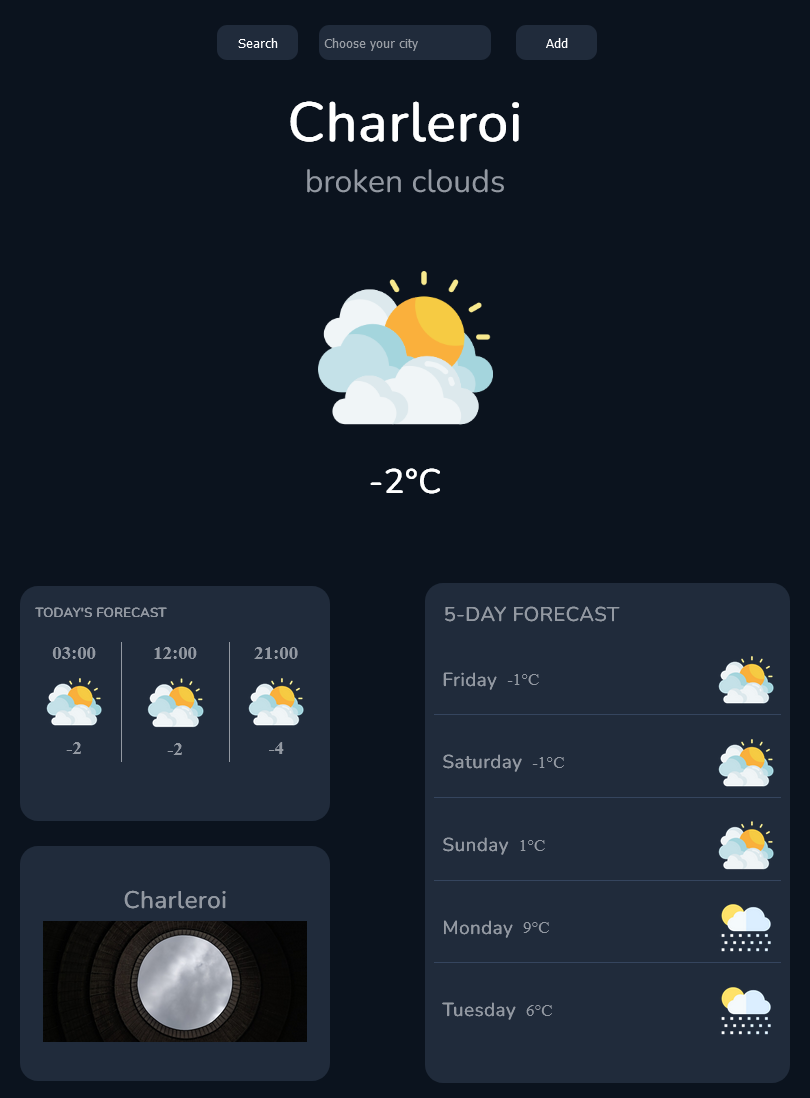 Search Choose your city Add
Charleroi
broken clouds
-2°C
TODAY'S FORECAST
03:00 12:00 21:00
-2 -2 -4
Charleroi
5-DAY FORECAST
Friday -1°C
Saturday -1°C
Sunday 1°C
Monday 9°C
Tuesday 6°C